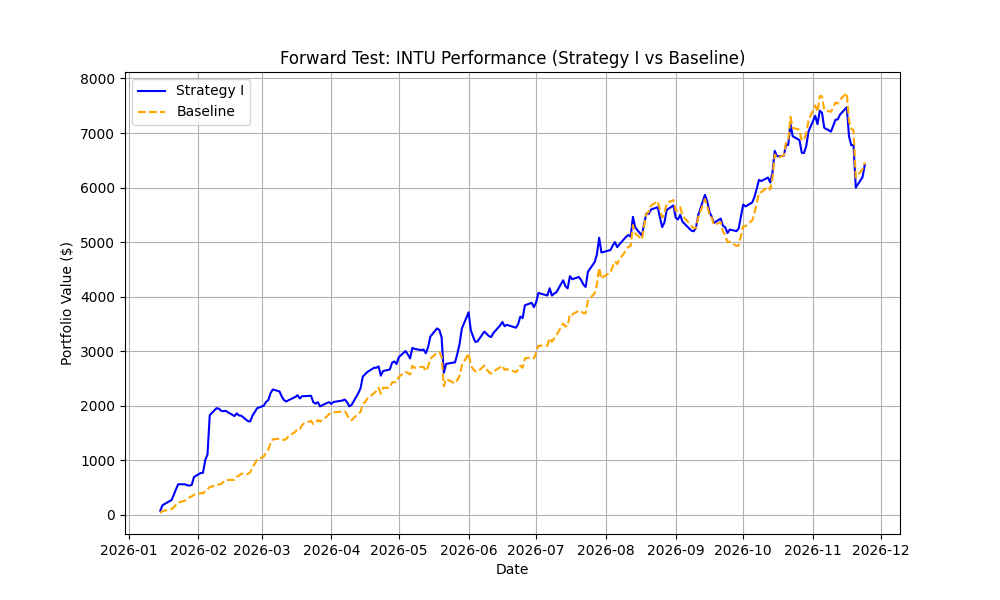 Forward Test: INTU Performance (Strategy I vs Baseline)
Strategy I
Baseline
Portfolio Value ($)
8000
7000
6000
5000
4000
3000
2000
1000
0
2026-01 2026-02 2026-03 2026-04 2026-05 2026-06 2026-07 2026-08 2026-09 2026-10 2026-11 2026-12
Date